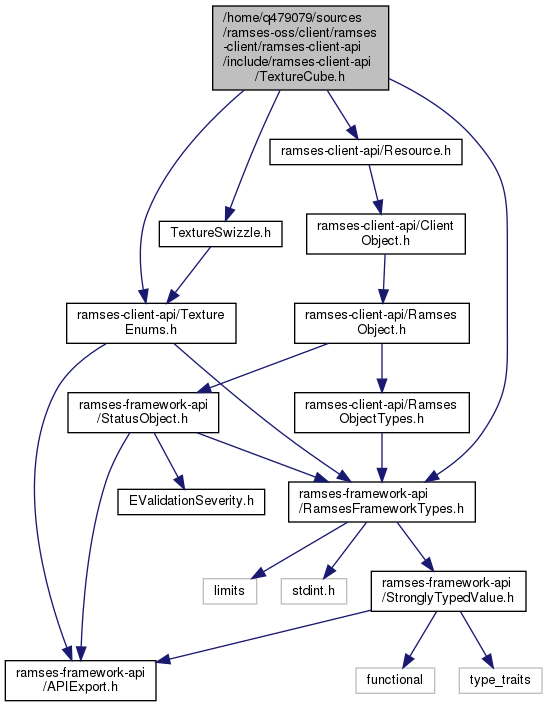 /home/q479079/sources
/ramses-oss/client/ramses
-client/ramses-client-api
/include/ramses-client-api
/TextureCube.h
ramses-client-api/Resource.h
TextureSwizzle.h
ramses-client-api/Client
Object.h
ramses-client-api/Texture
Enums.h
ramses-client-api/Ramses
Object.h
ramses-framework-api
/StatusObject.h
ramses-client-api/Ramses
ObjectTypes.h
EValidationSeverity.h
ramses-framework-api
/RamsesFrameworkTypes.h
limits
stdint.h
ramses-framework-api
/StronglyTypedValue.h
ramses-framework-api
/APIExport.h
functional
type_traits